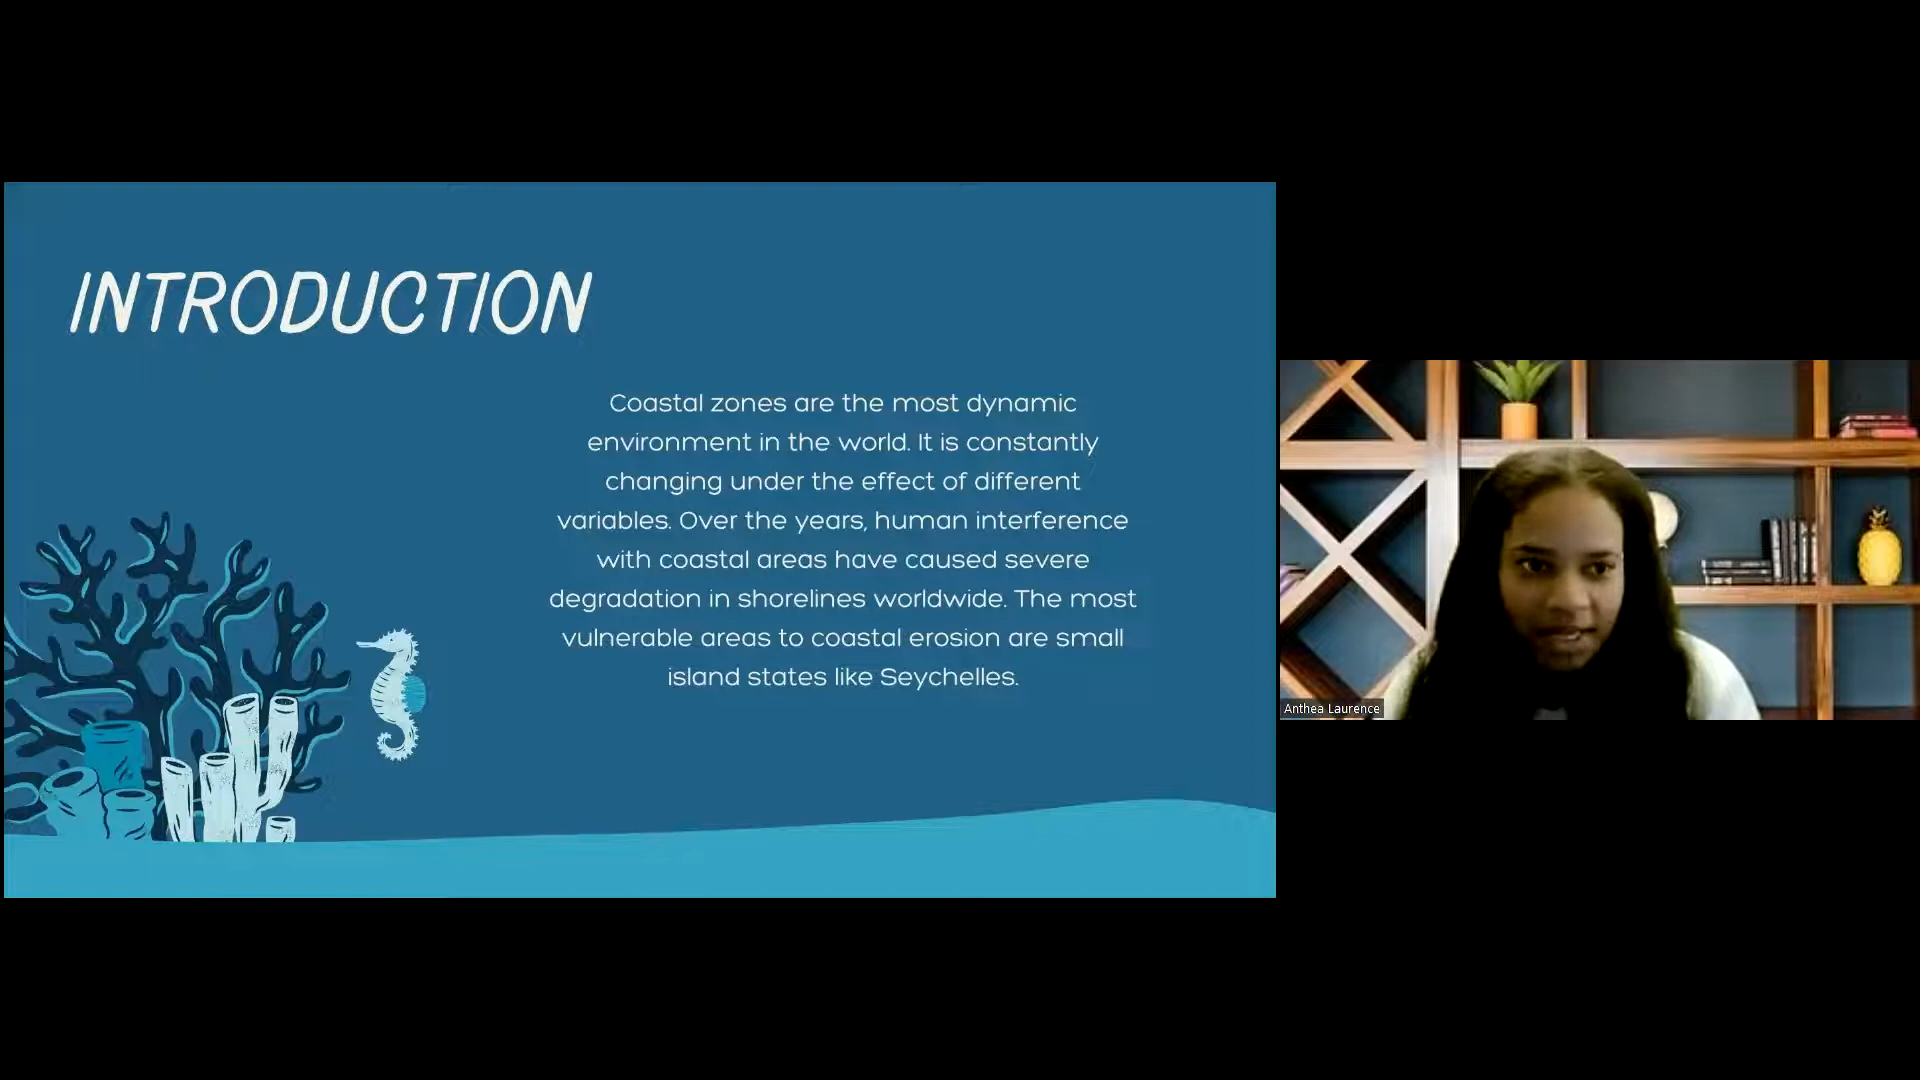 INTRODUCTION
Coastal zones are the most dynamic
environment in the world. It is constantly
changing under the effect of different
variables. Over the years, human interference
with coastal areas have caused severe
degradation in shorelines worldwide. The most
vulnerable areas to coastal erosion are small
island states like Seychelles.
Anthea Laurence